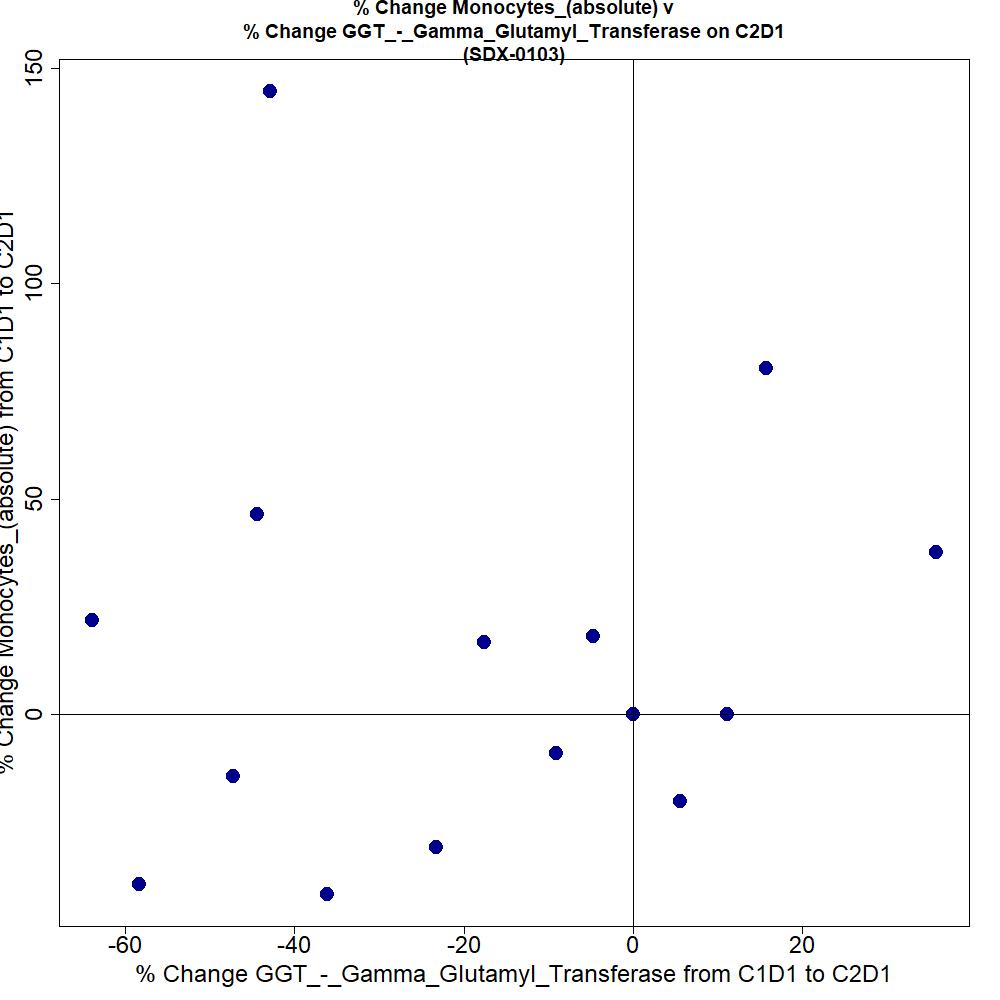 % Change Monocytes_(absolute) v
% Change GGT_-_Gamma_Glutamyl_Transferase on C2D1
(SDX-0103)
% Change Monocytes_(absolute) from C1D1 to C2D1
150
100
50
0
-60
-40
-20
0
20
% Change GGT_-_Gamma_Glutamyl_Transferase from C1D1 to C2D1